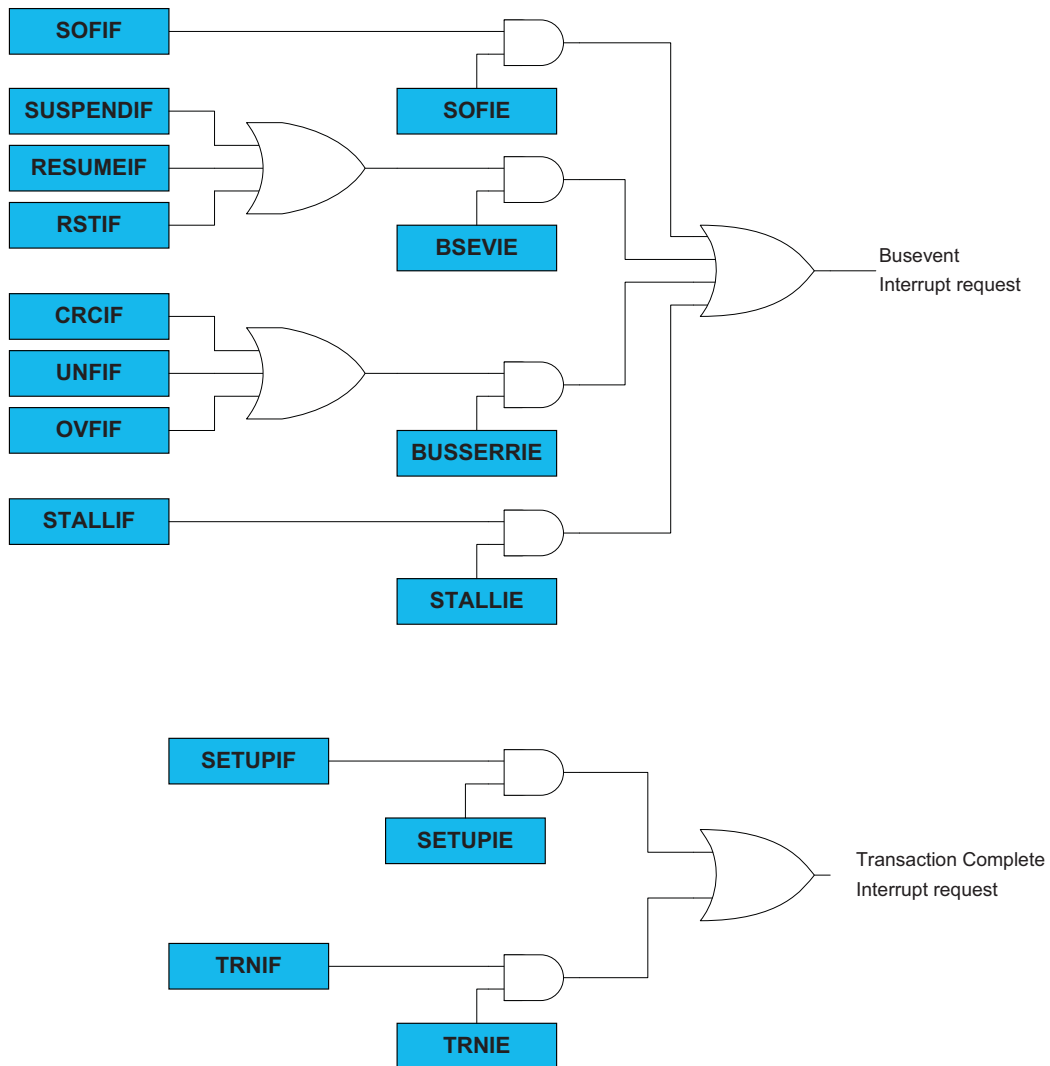 SOFIF
SOFIE
SUSPENDIF
RESUMEIF
RSTIF
BSEVIE
Busevent
Interrupt request
CRCIF
UNFIF
OVFIF
BUSSERRIE
STALLIF
STALLIE
SETUPIF
SETUPIE
Transaction Complete
Interrupt request
TRNIF
TRNIE